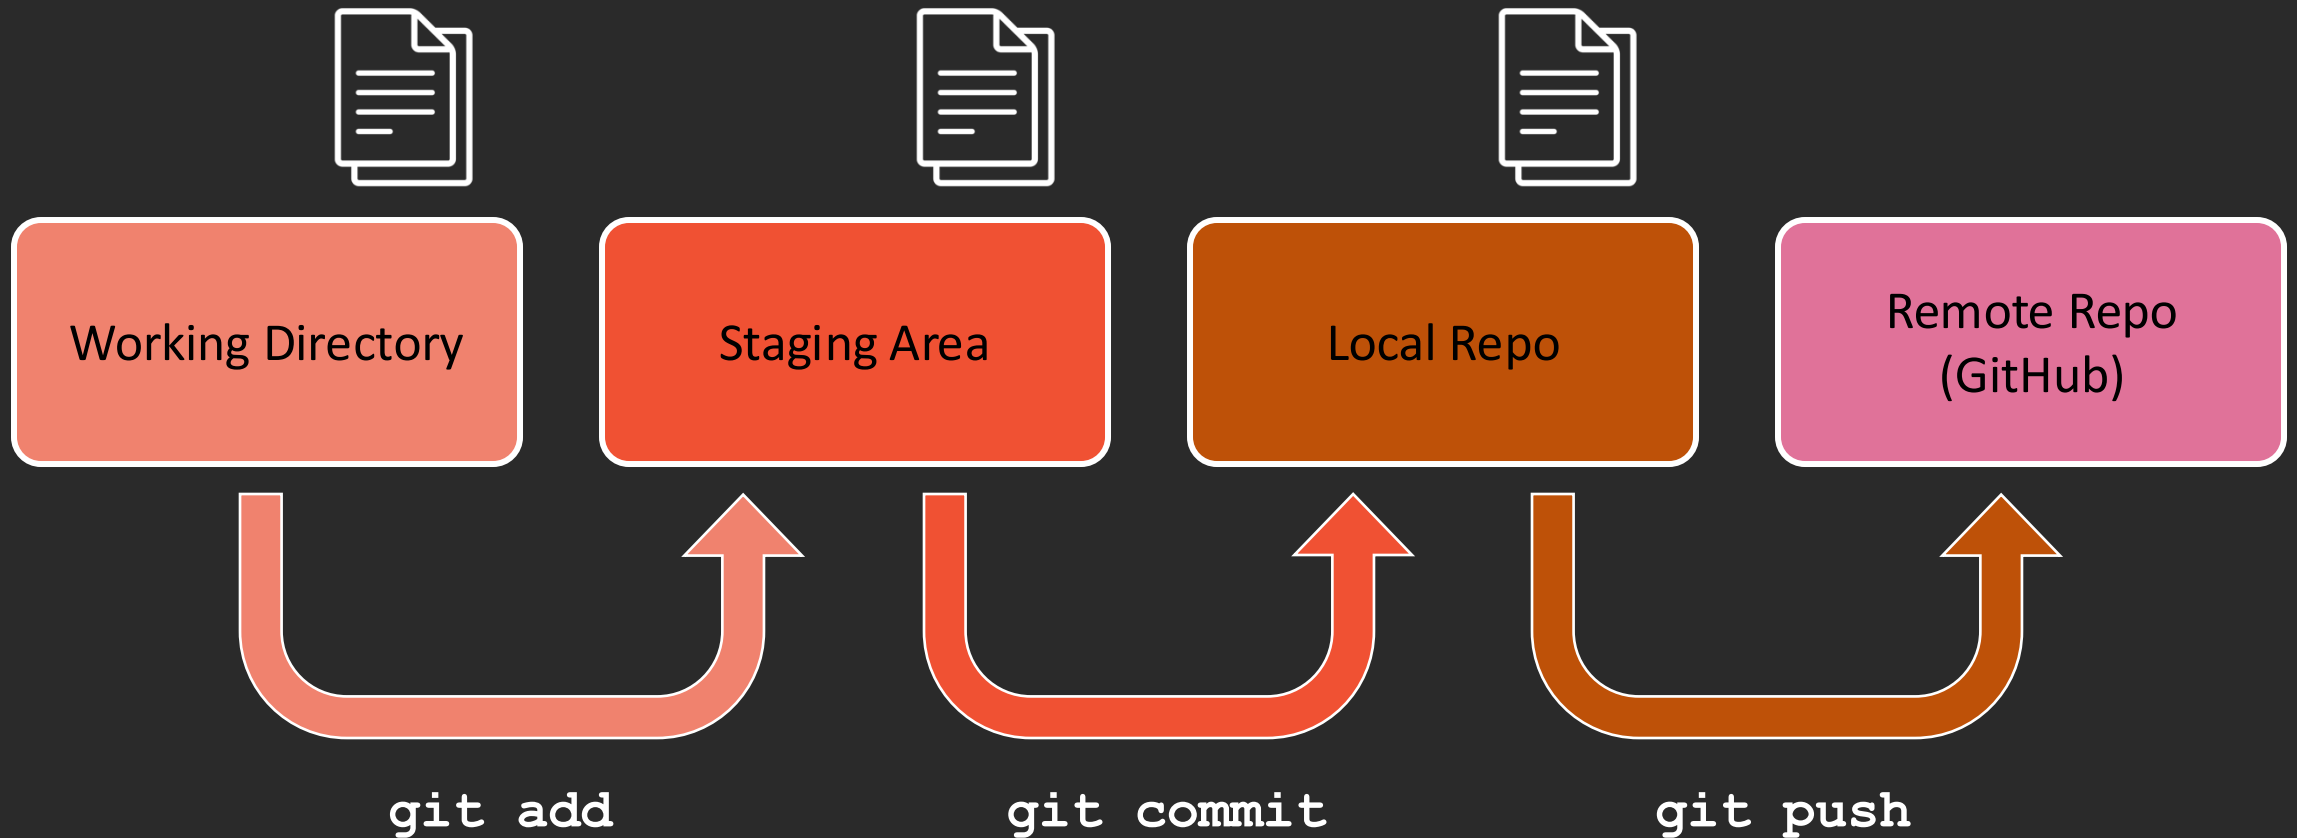 Working Directory
Staging Area
Local Repo
Remote Repo
(GitHub)
git add
git commit
git push